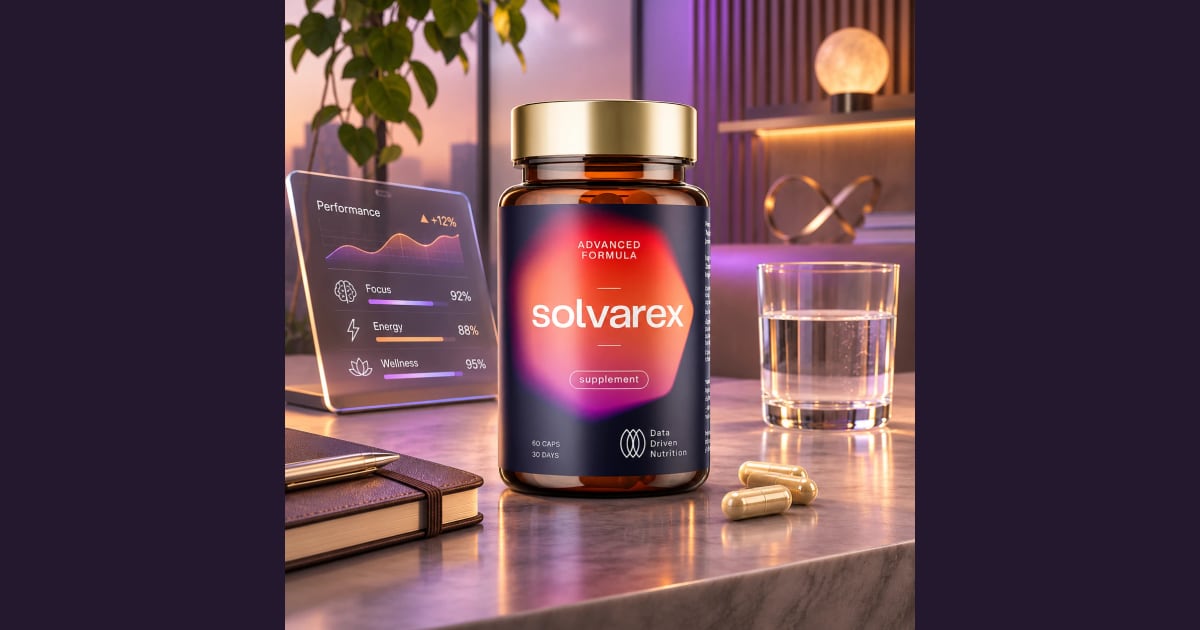 Performance
▲ +12%
Focus
92%
Energy
88%
Wellness
95%
ADVANCED
FORMULA
solvarex
supplement
60 CAPS
30 DAYS
Data
Driven
Nutrition